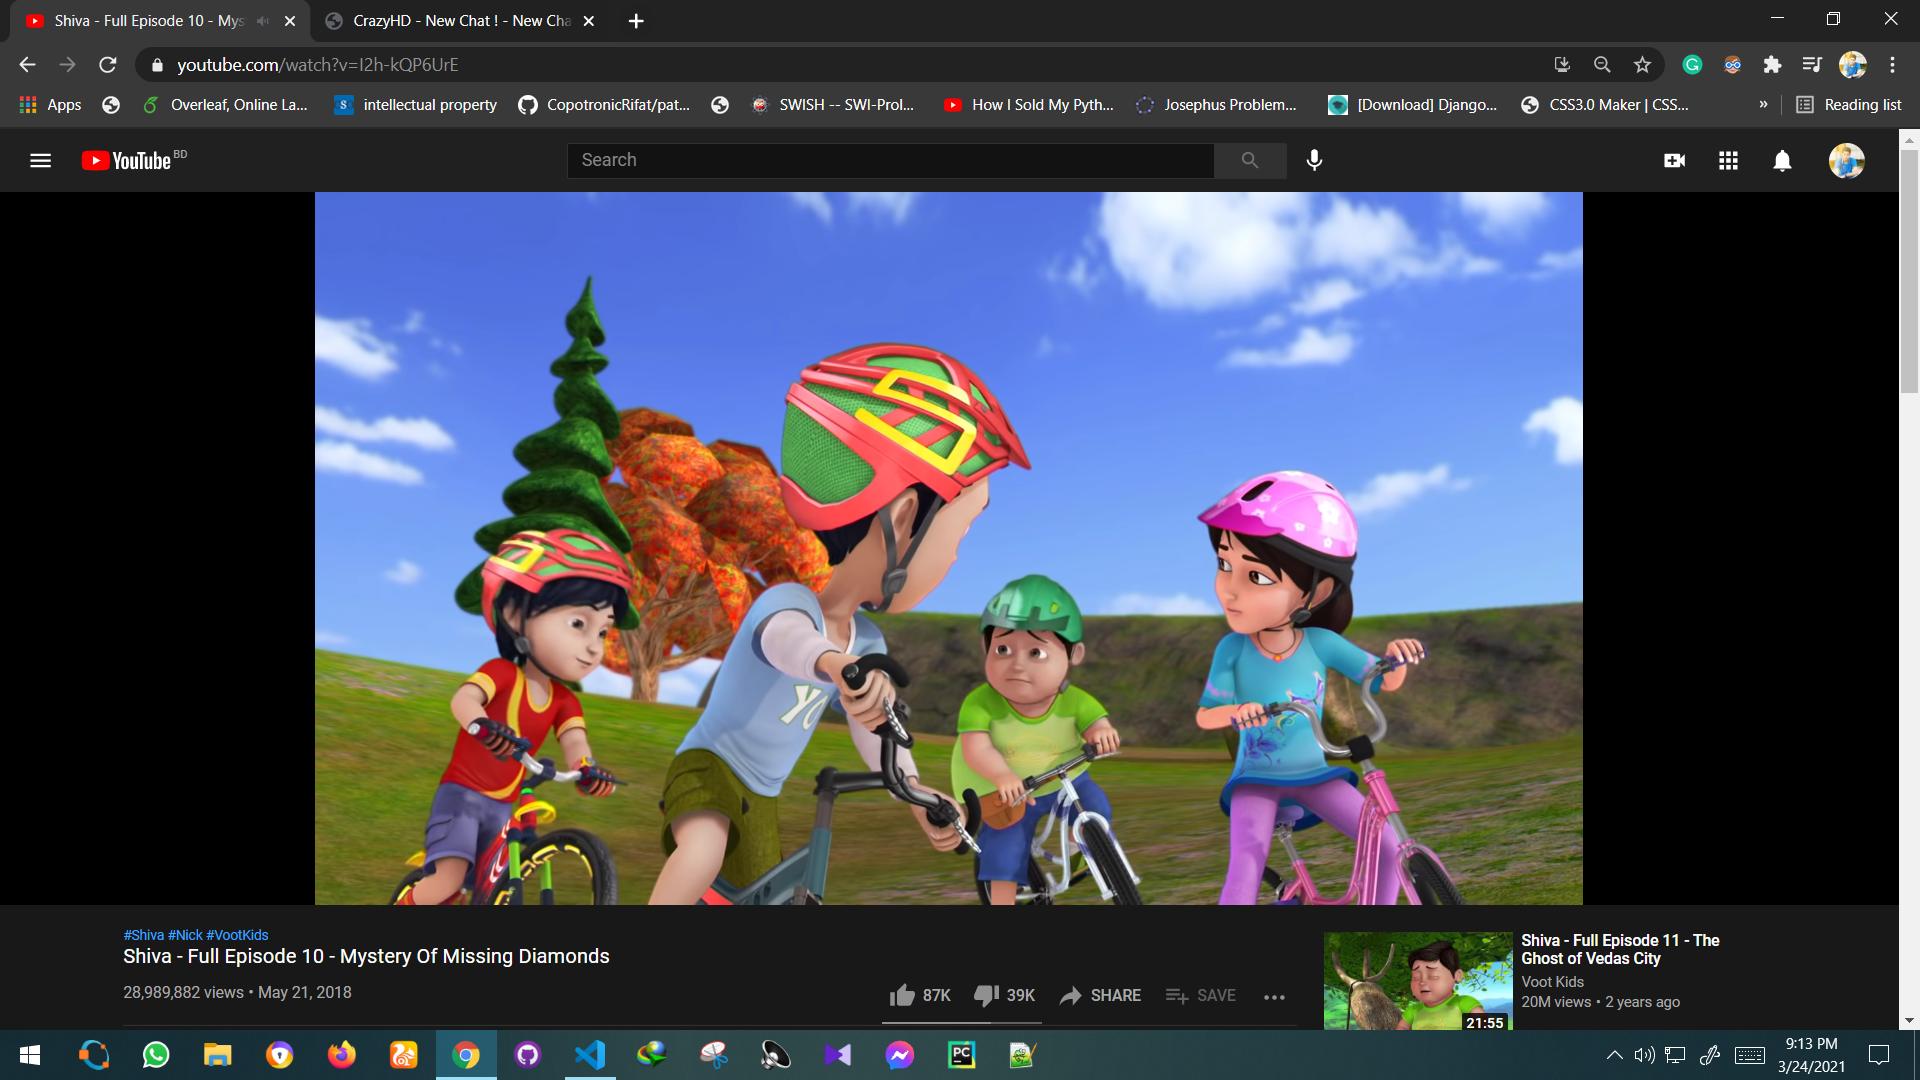 Shiva - Full Episode 10 - Mys
CrazyHD - New Chat ! - New Cha
youtube.com/watch?v=I2h-kQP6UrE
Apps
Overleaf, Online La...
intellectual property
CopotronicRifat/pat...
SWISH -- SWI-Prol...
How I Sold My Pyth...
Josephus Problem...
[Download] Django...
CSS3.0 Maker | CSS...
»
Reading list
YouTube BD
Search
YO
#Shiva #Nick #VootKids
Shiva - Full Episode 10 - Mystery Of Missing Diamonds
28,989,882 views • May 21, 2018
87K
39K
SHARE
SAVE
Shiva - Full Episode 11 - The
Ghost of Vedas City
Voot Kids
20M views • 2 years ago
21:55
PC
9:13 PM
3/24/2021